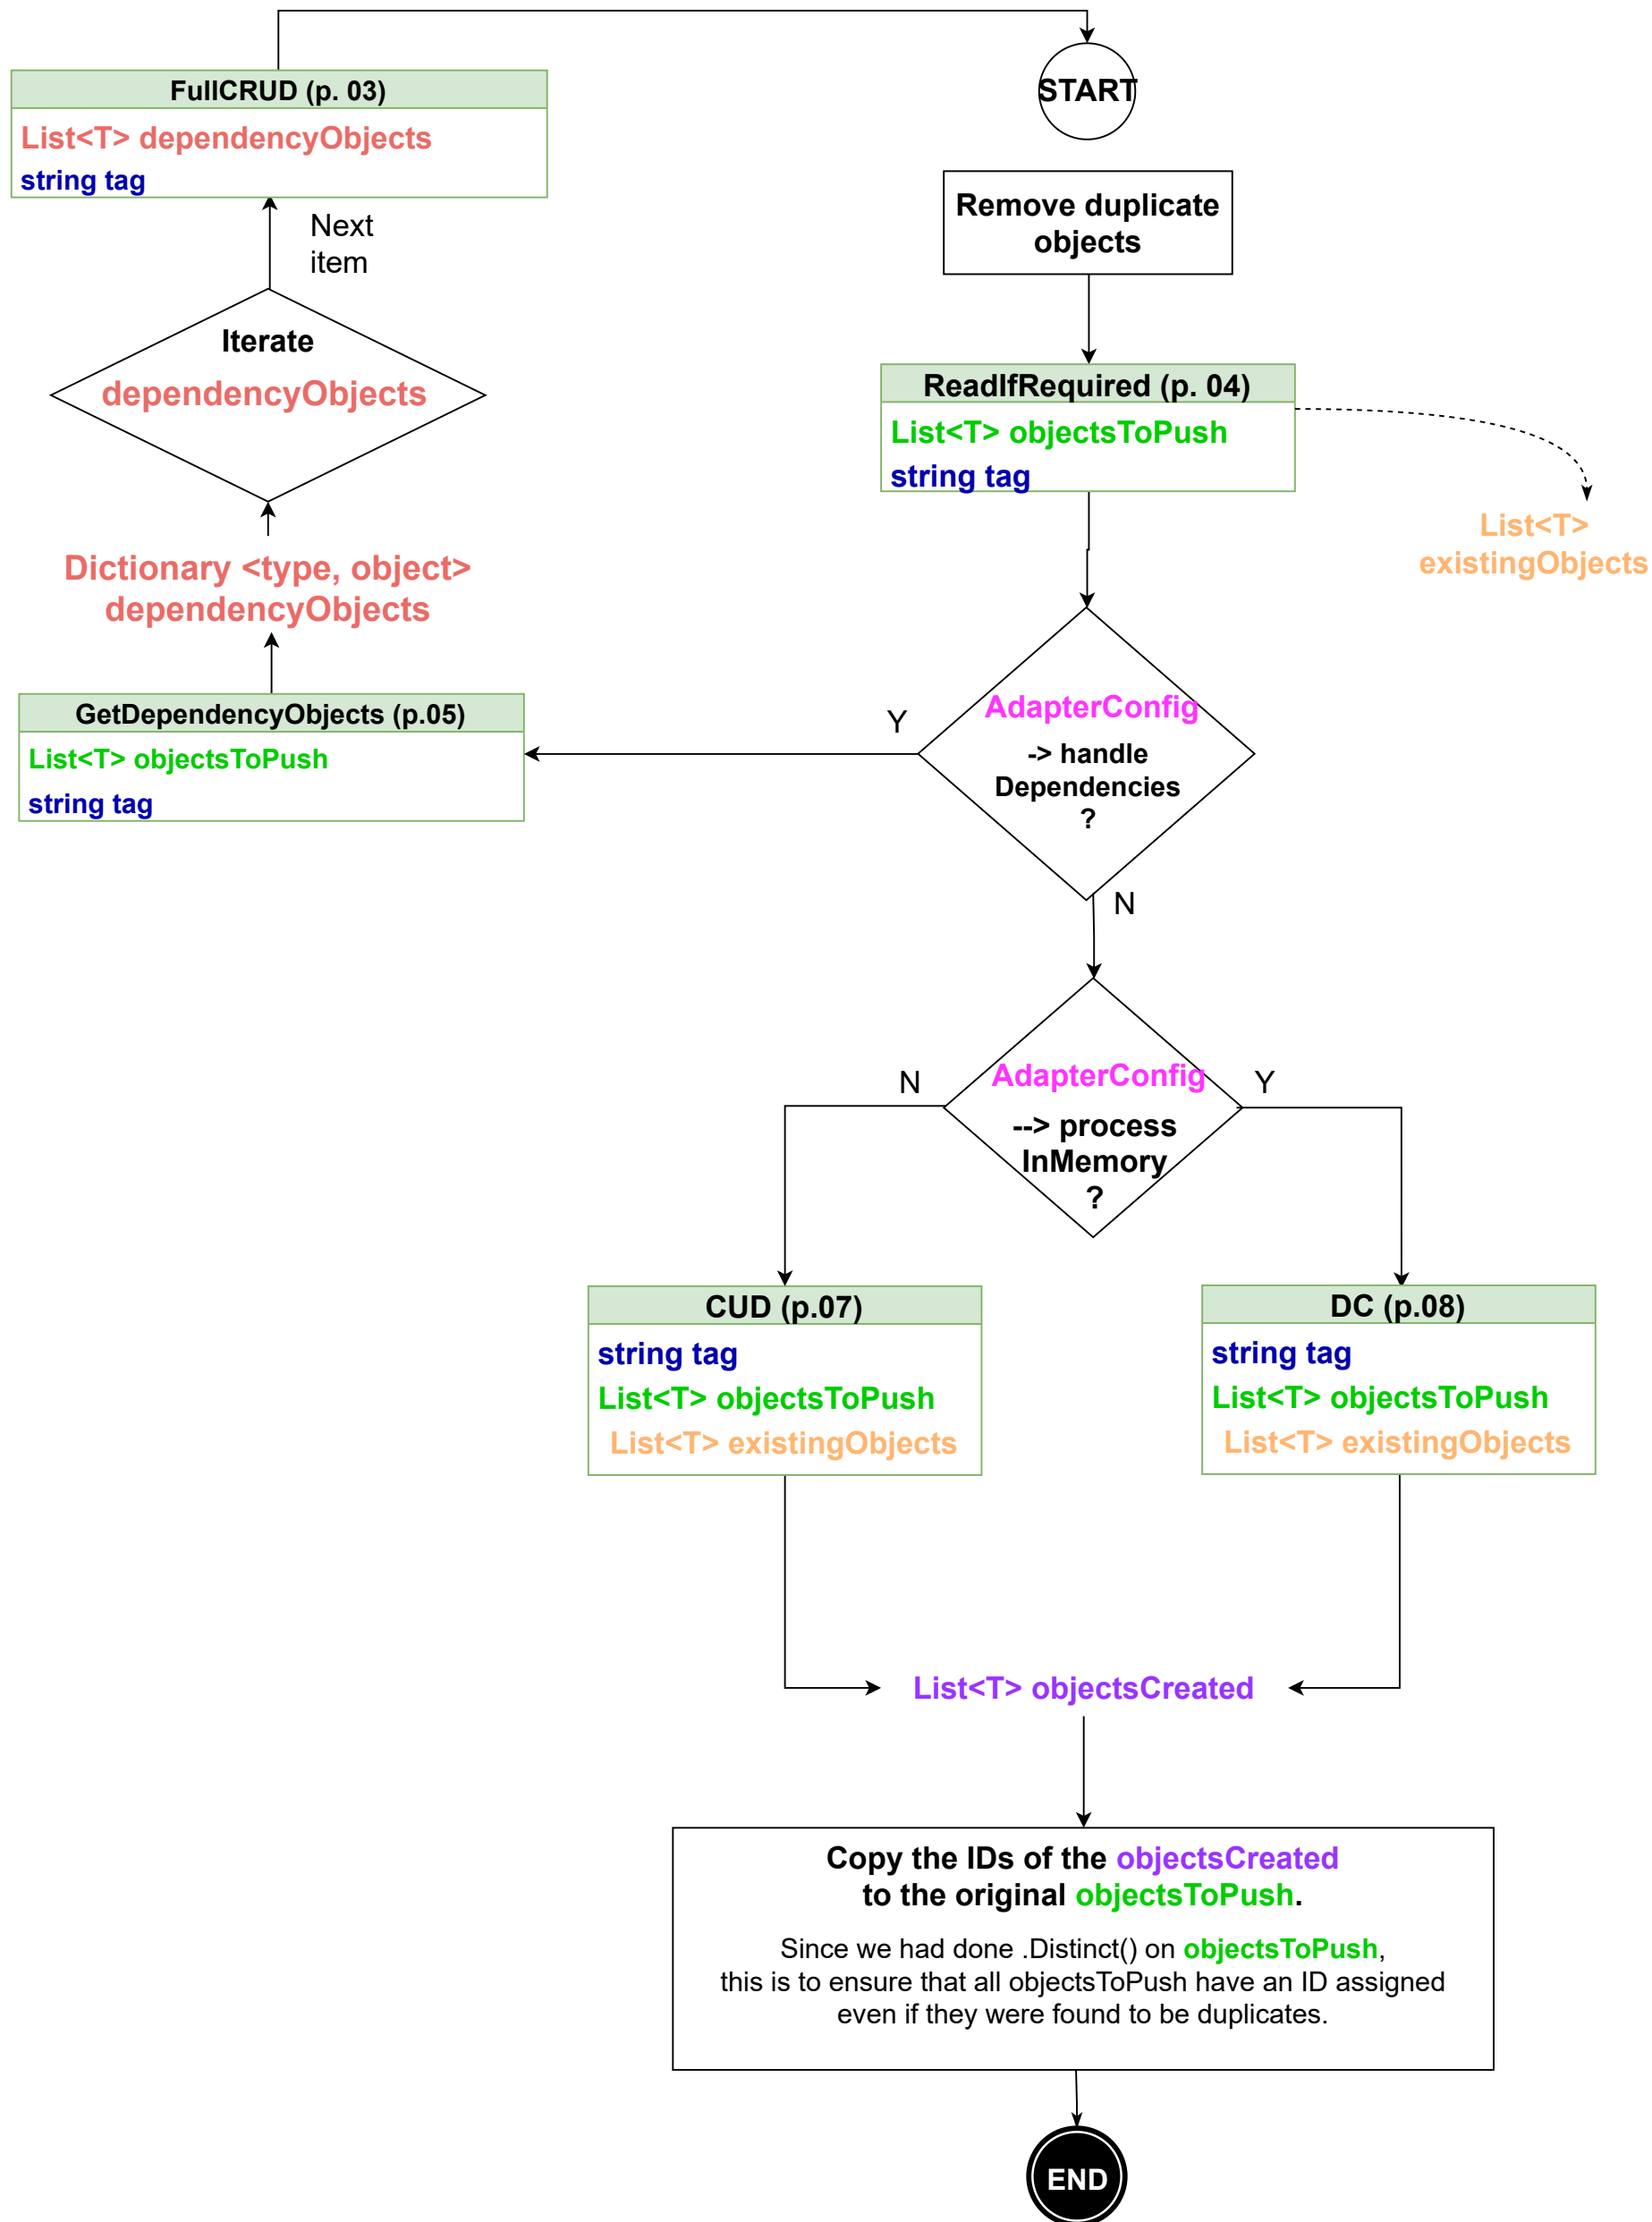 START
FullCRUD (p. 03)
List<T> dependencyObjects
string tag
Next
item
Iterate
dependencyObjects
Dictionary <type, object>
dependencyObjects
GetDependencyObjects (p.05)
List<T> objectsToPush
string tag
Remove duplicate
objects
ReadIfRequired (p. 04)
List<T> objectsToPush
string tag
List<T>
existingObjects
Y
AdapterConfig
-> handle
Dependencies
?
N
N
AdapterConfig
--> process
InMemory
?
Y
CUD (p.07)
string tag
List<T> objectsToPush
List<T> existingObjects
DC (p.08)
string tag
List<T> objectsToPush
List<T> existingObjects
List<T> objectsCreated
Copy the IDs of the objectsCreated
to the original objectsToPush.
Since we had done .Distinct() on objectsToPush,
this is to ensure that all objectsToPush have an ID assigned
even if they were found to be duplicates.
END